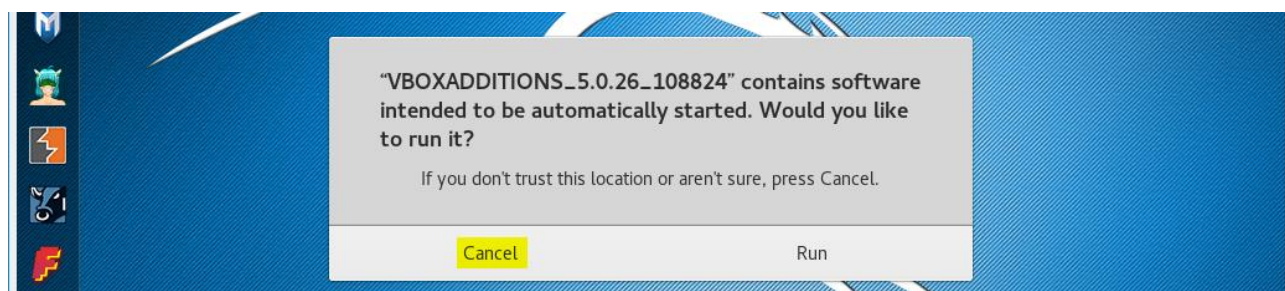 “VBOXADDITIONS_5.0.26_108824” contains software
intended to be automatically started. Would you like
to run it?
If you don't trust this location or aren't sure, press Cancel.
Cancel Run